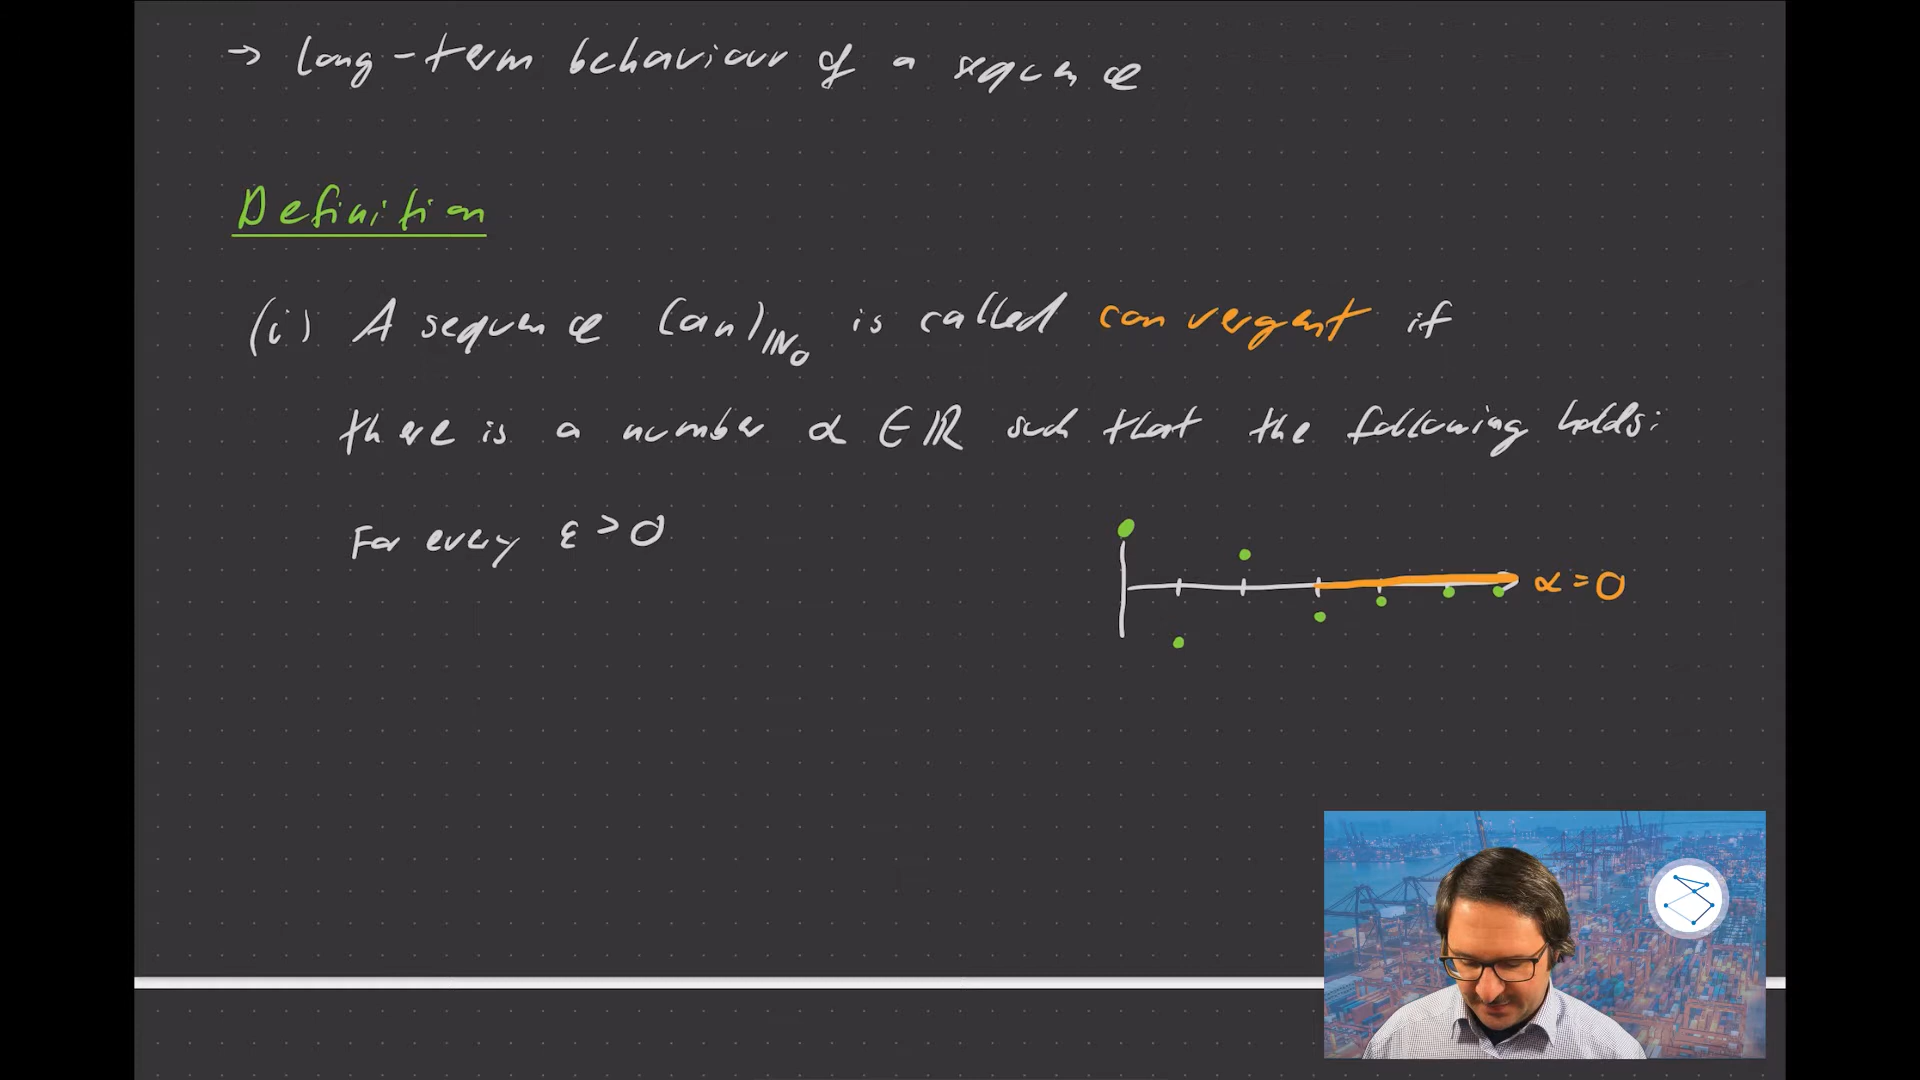 → long-term behaviour of a sequence
Definition
(i) A sequence (an)ℕ₀ is called convergent if
there is a number α ∈ ℝ such that the following holds:
For every ε > 0
α = 0